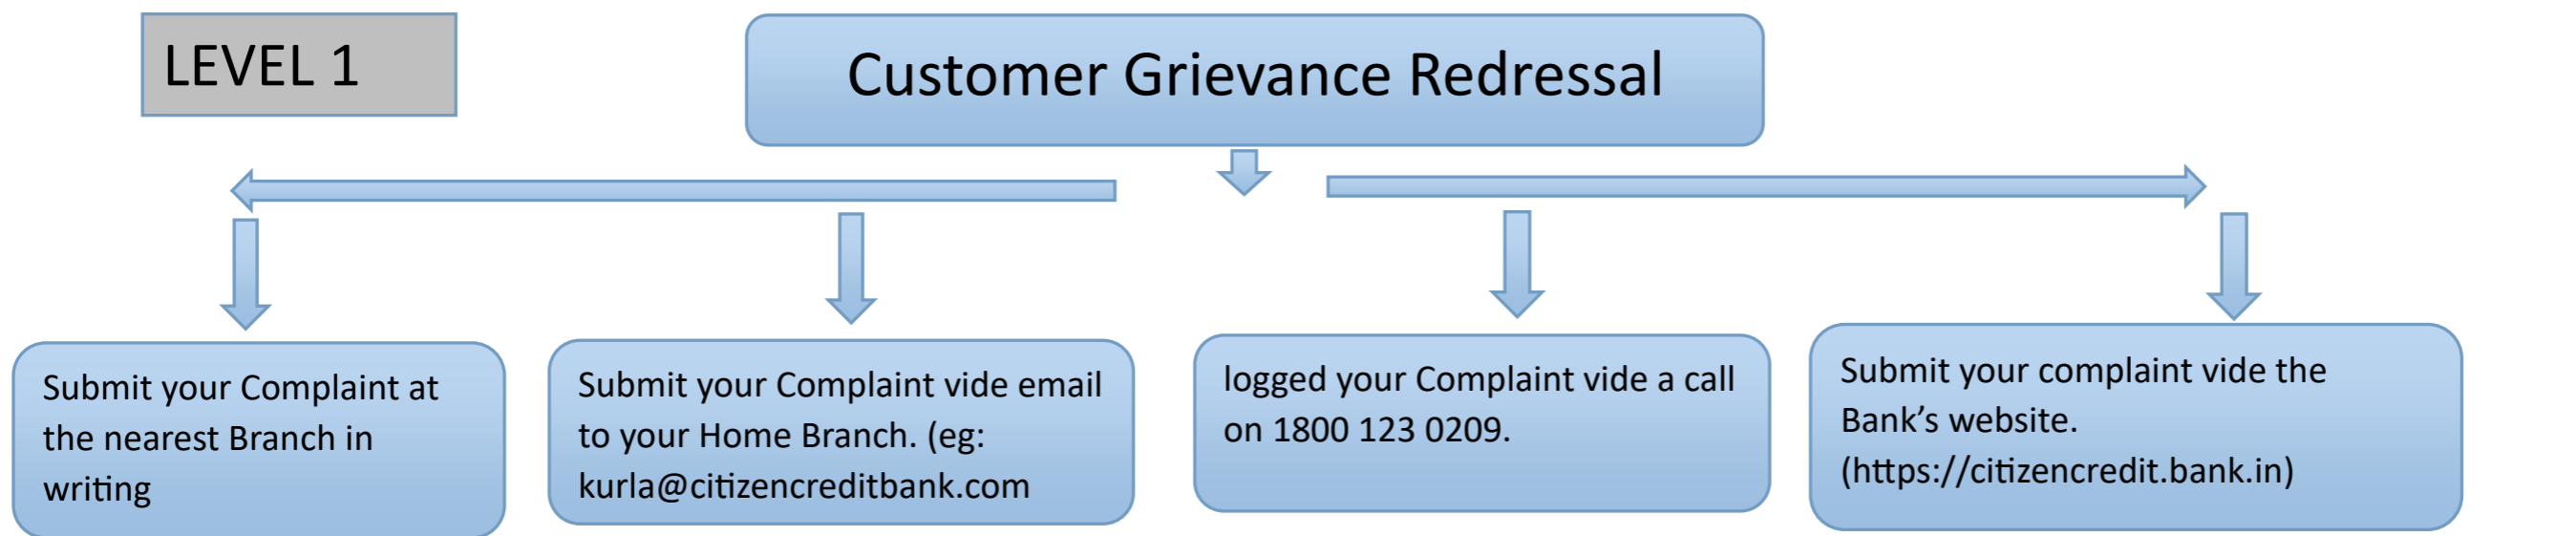 LEVEL 1
Customer Grievance Redressal
Submit your Complaint at
the nearest Branch in
writing
Submit your Complaint vide email
to your Home Branch. (eg:
kurla@citizencreditbank.com
logged your Complaint vide a call
on 1800 123 0209.
Submit your complaint vide the
Bank’s website.
(https://citizencredit.bank.in)